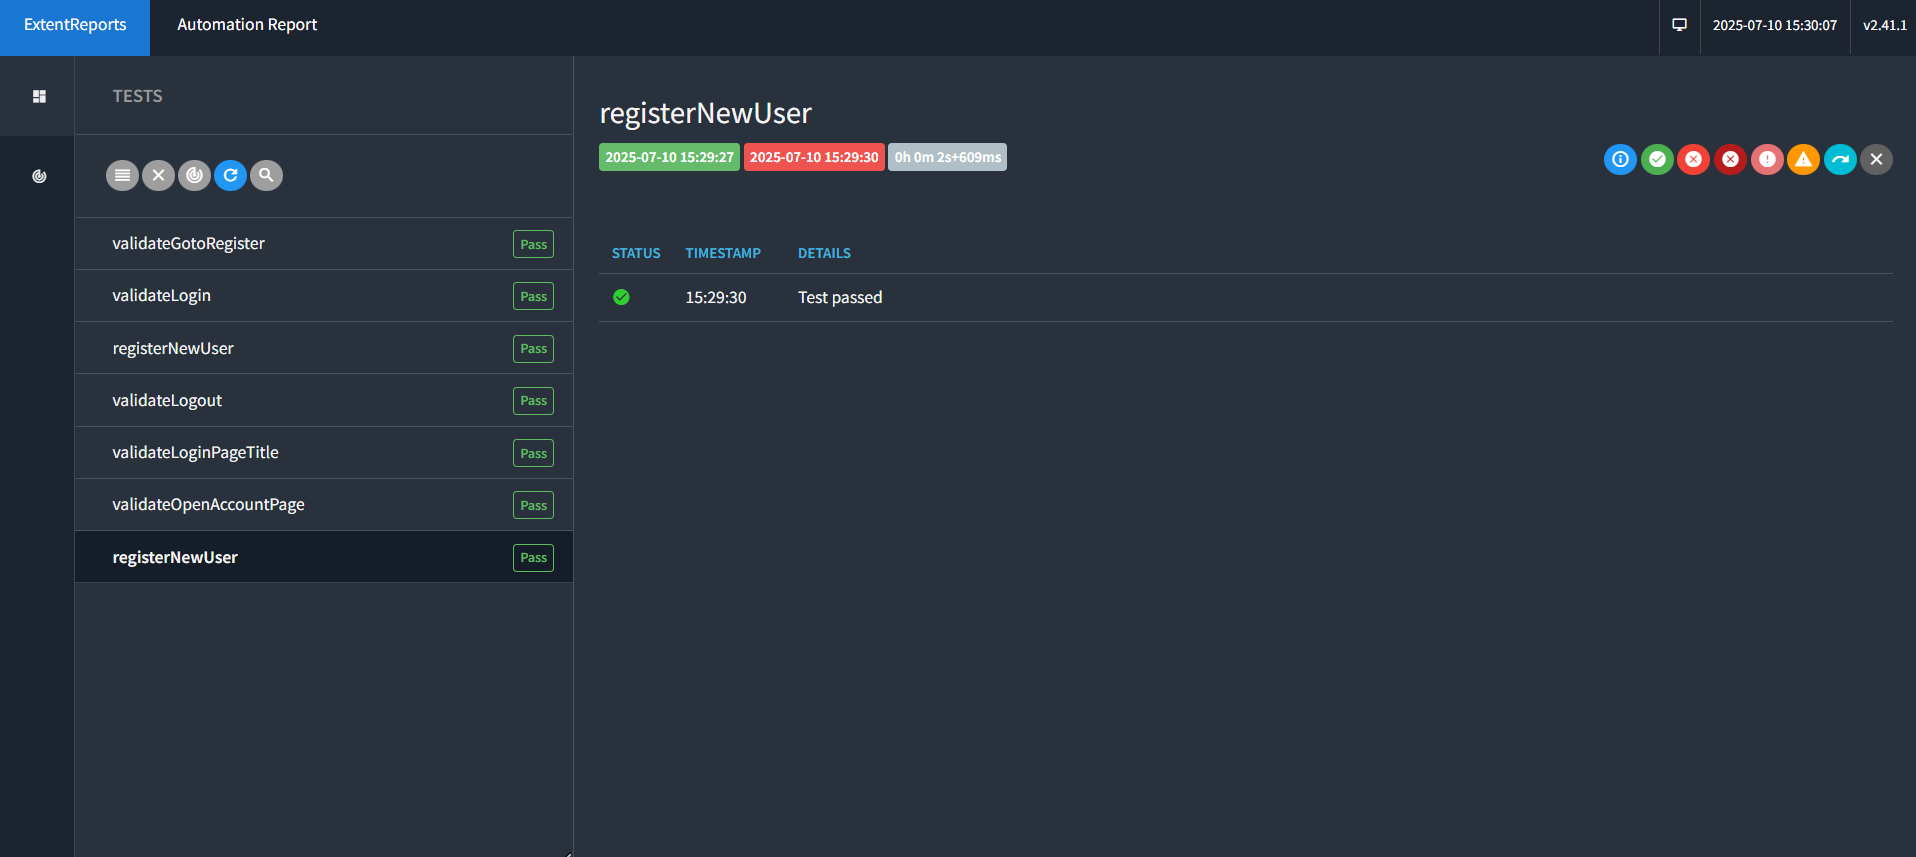 ExtentReports
Automation Report
2025-07-10 15:30:07
v2.41.1
TESTS
validateGotoRegister Pass
validateLogin Pass
registerNewUser Pass
validateLogout Pass
validateLoginPageTitle Pass
validateOpenAccountPage Pass
registerNewUser Pass
registerNewUser
2025-07-10 15:29:27 2025-07-10 15:29:30 0h 0m 2s+609ms
STATUS TIMESTAMP DETAILS
15:29:30 Test passed